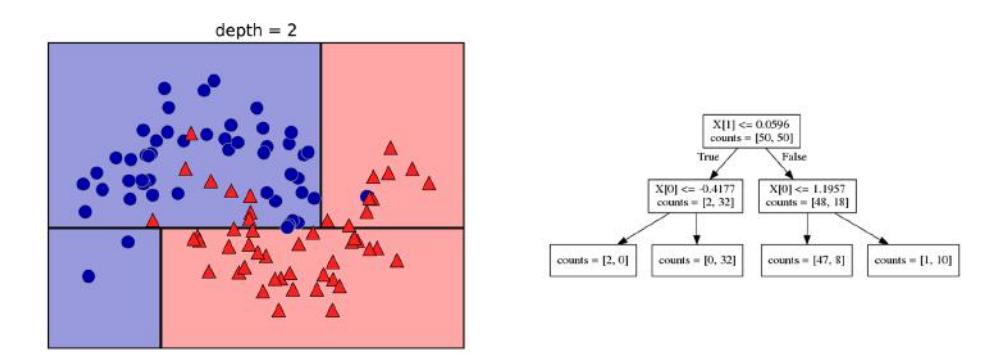 depth = 2
X[1] <= 0.0596
counts = [50, 50]
True
False
X[0] <= -0.4177
counts = [2, 32]
X[0] <= 1.1957
counts = [48, 18]
counts = [2, 0]
counts = [0, 32]
counts = [47, 8]
counts = [1, 10]